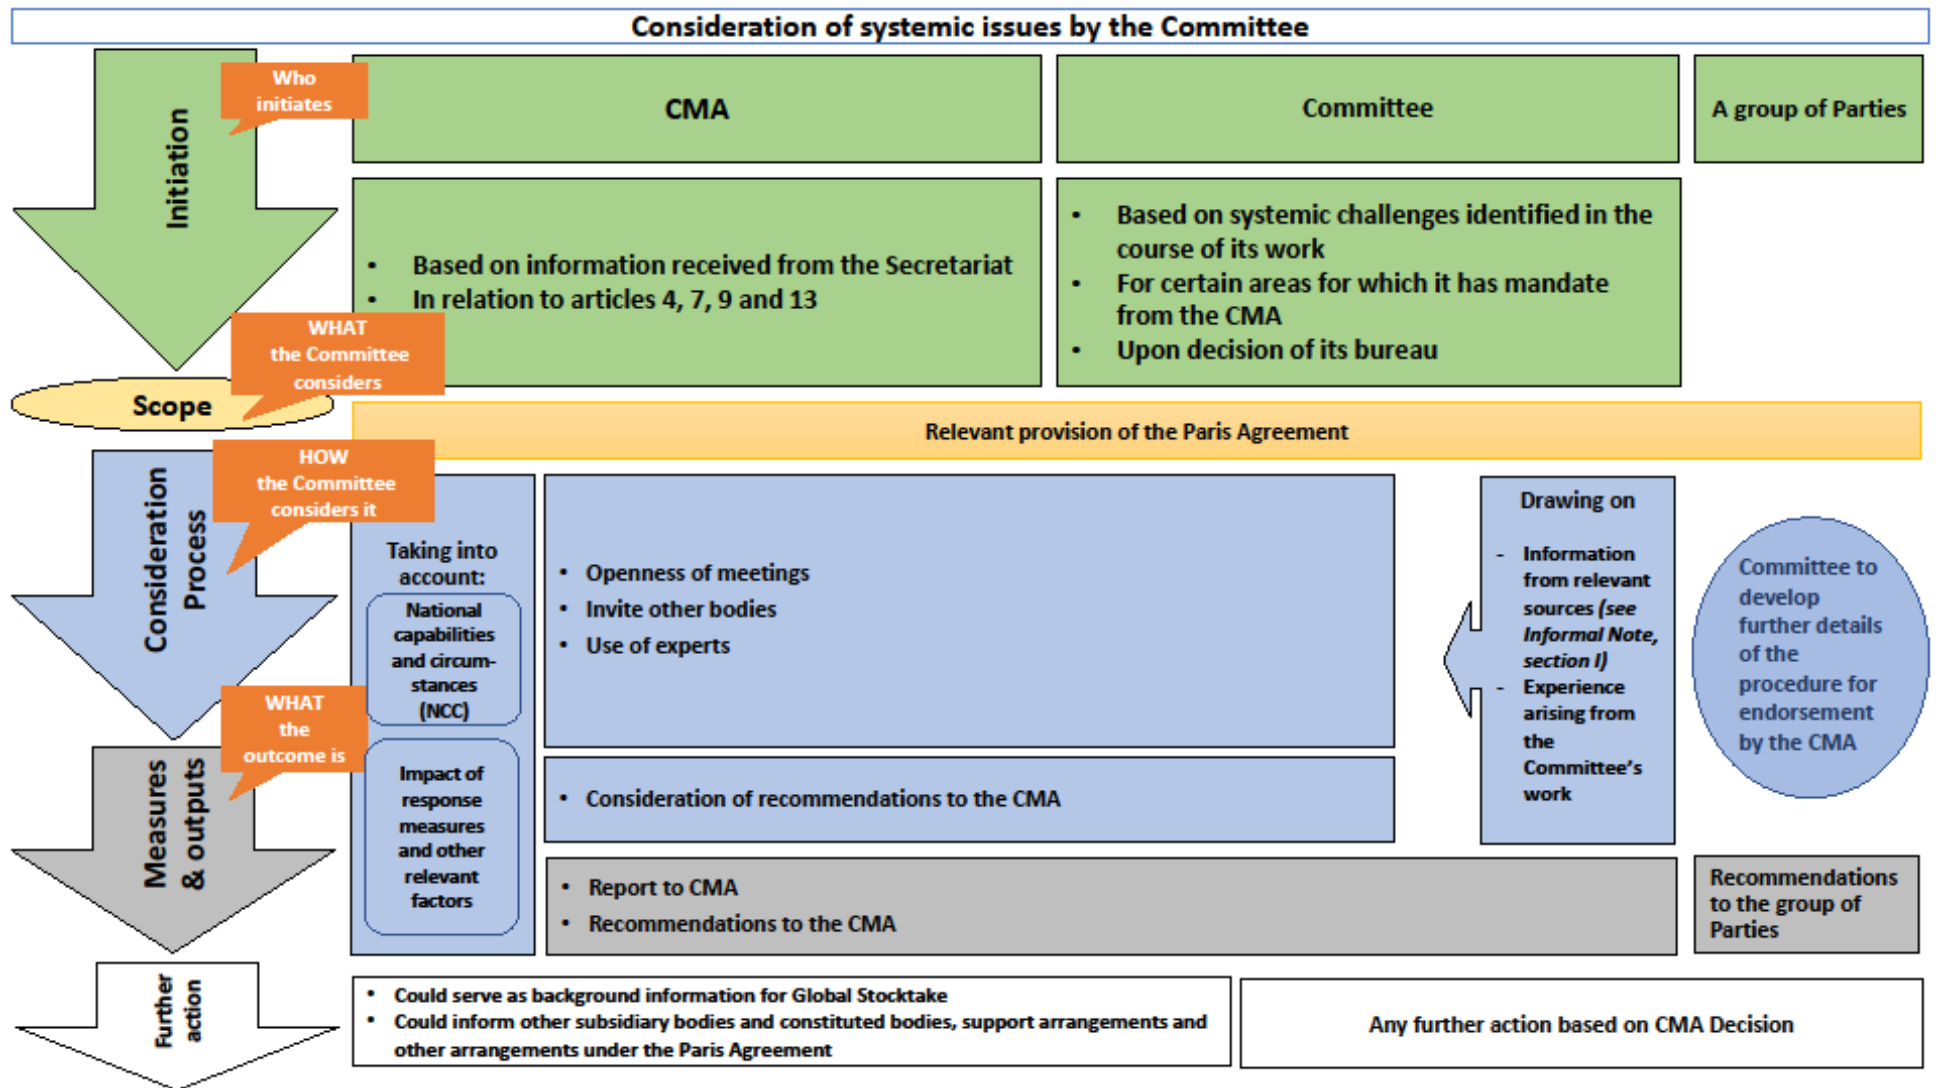 Consideration of systemic issues by the Committee
Initiation
Who
initiates
CMA
Committee
A group of Parties
• Based on information received from the Secretariat
• In relation to articles 4, 7, 9 and 13
• Based on systemic challenges identified in the
course of its work
• For certain areas for which it has mandate
from the CMA
• Upon decision of its bureau
WHAT
the Committee
considers
Scope
Relevant provision of the Paris Agreement
HOW
the Committee
considers it
Consideration
Process
Taking into
account:
National
capabilities
and circum-
stances
(NCC)
Impact of
response
measures
and other
relevant
factors
• Openness of meetings
• Invite other bodies
• Use of experts
• Consideration of recommendations to the CMA
Drawing on
- Information
from relevant
sources (see
Informal Note,
section I)
- Experience
arising from
the
Committee's
work
Committee to
develop
further details
of the
procedure for
endorsement
by the CMA
WHAT
the
outcome is
Measures
& outputs
• Report to CMA
• Recommendations to the CMA
Recommendations
to the group of
Parties
Further
action
• Could serve as background information for Global Stocktake
• Could inform other subsidiary bodies and constituted bodies, support arrangements and
other arrangements under the Paris Agreement
Any further action based on CMA Decision